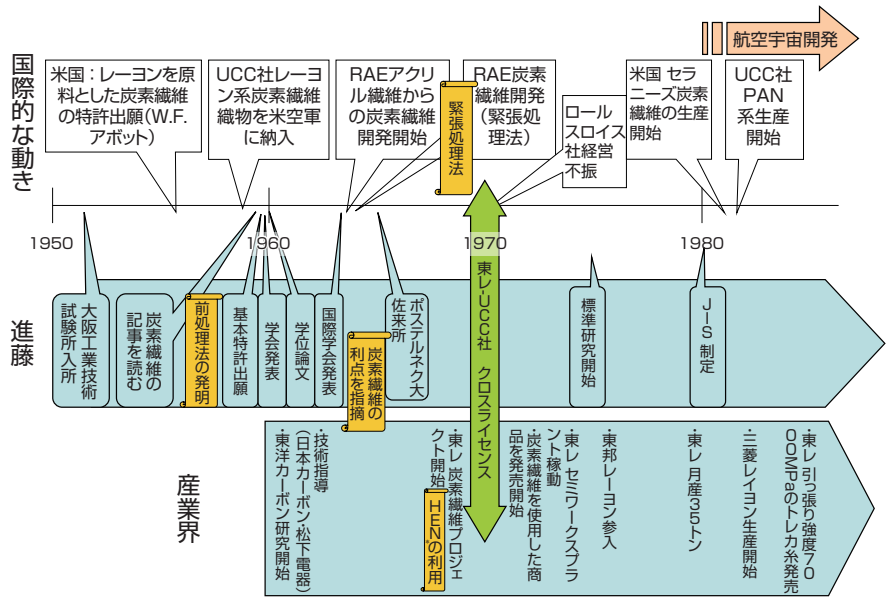 航空宇宙開発
国際的な動き
米国：レーヨンを原
料とした炭素繊維
の特許出願(W.F.
アボット)
UCC社レーヨ
ン系炭素繊維
織物を米空軍
に納入
RAEアクリ
ル繊維から
の炭素繊維
開発開始
緊張処理法
RAE炭素
繊維開発
(緊張処
理法)
ロール
スロイス
社経営
不振
米国 セラ
ニーズ炭素
繊維の生産
開始
UCC社
PAN
系生産
開始
1950
1960
1970
1980
進藤
大阪工業技術
試験所入所
炭素繊維の
記事を読む
前処理法の発明
基本特許出願
学会発表
学位論文
国際学会発表
炭素繊維の
利点を指摘
ポステルネク大
佐来所
東レ-UCC社 クロスライセンス
標準研究開始
JIS 制定
産業界
・技術指導
(日本カーボン・松下電器)
・東洋カーボン研究開始
・東レ 炭素繊維プロジェ
クト開始
HENの利用
・炭素繊維を使用した商
品を発売開始
・東レ セミワークスプラ
ント稼動
・東邦レーヨン参入
・東レ 月産35トン
・三菱レイヨン生産開始
・東レ 引っ張り強度70
00MPaのトレカ糸発売